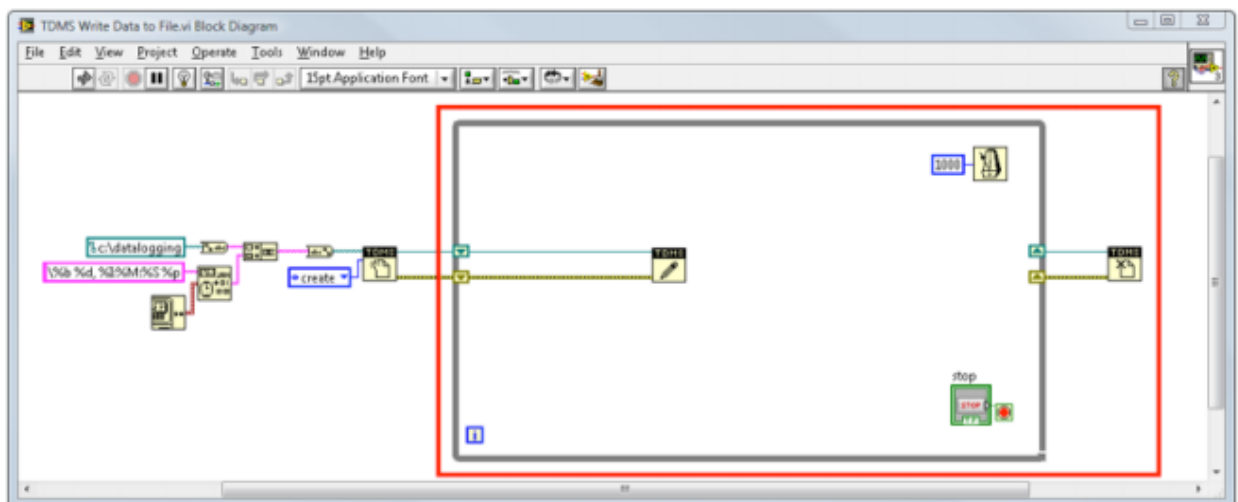 TDMS Write Data to File.vi Block Diagram
File Edit View Project Operate Tools Window Help
15pt Application Font
1000
c:\datalogging
TDMS
TDMS
TDMS
create
stop
STOP
TF
i